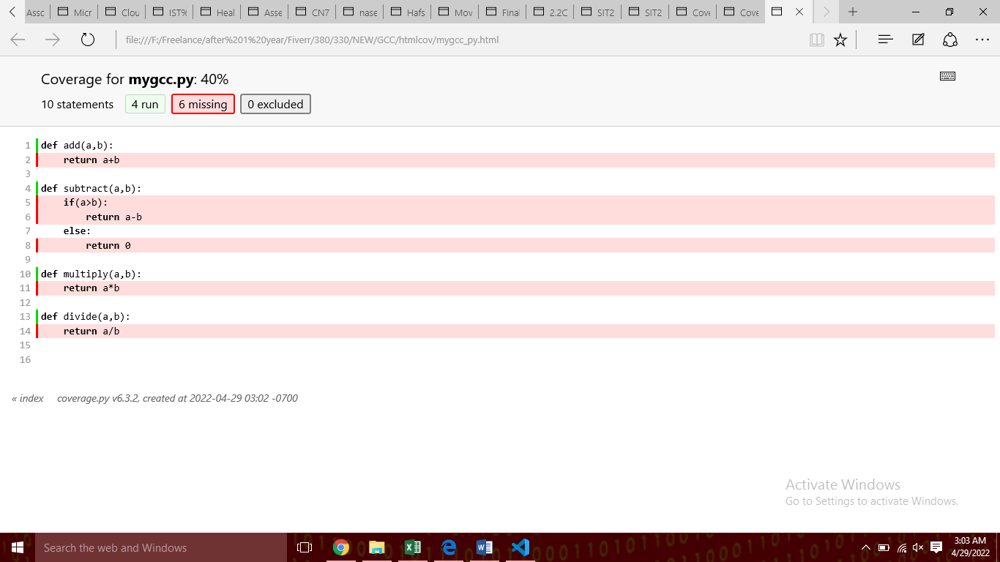 Asso Micr Clou IST% Heal Asse CN7 nase Hafs Mov Final 2.2C SIT2 SIT2 Cove Cove
file:///F:/Freelance/after%201%20year/Fiverr/380/330/NEW/GCC/htmlcov/mygcc_py.html
Coverage for mygcc.py: 40%
10 statements 4 run 6 missing 0 excluded
1 def add(a,b):
2 return a+b
3
4 def subtract(a,b):
5 if(a>b):
6 return a-b
7 else:
8 return 0
9
10 def multiply(a,b):
11 return a*b
12
13 def divide(a,b):
14 return a/b
15
16
« index coverage.py v6.3.2, created at 2022-04-29 03:02 -0700
Activate Windows
Go to Settings to activate Windows.
Search the web and Windows
3:03 AM
4/29/2022